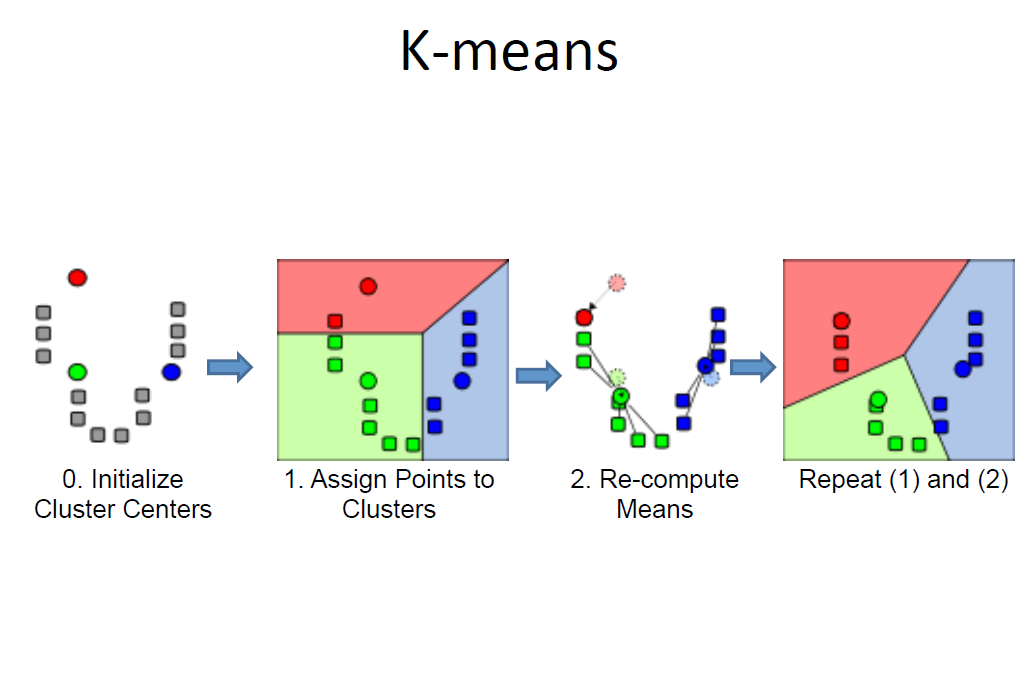 K-means
0. Initialize
Cluster Centers
1. Assign Points to
Clusters
2. Re-compute
Means
Repeat (1) and (2)